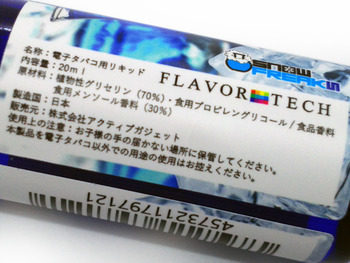 SNOW
FREAKS
名称:電子タバコ用リキッド
内容量:20ml
FLAVOR TECH
原材料:植物性グリセリン(70%)・食用プロピレングリコール/食品香料
食用メンソール香料(30%)
製造国:日本
販売元:株式会社アクティブガジェット
使用上の注意:お子様の手の届かない場所に保管してください。
本製品を電子タバコ以外での用途の使用はお控えください。
4573211797121